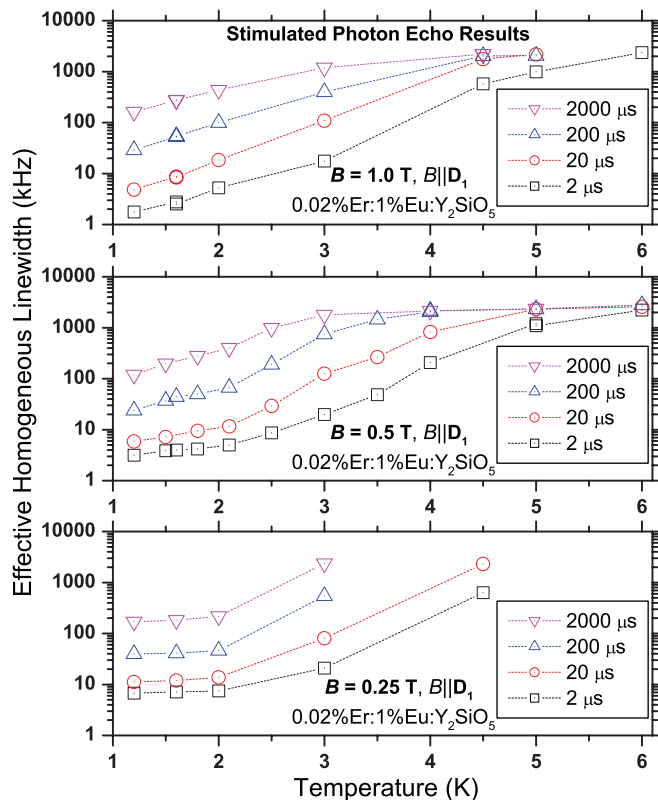 Effective Homogeneous Linewidth (kHz)
Stimulated Photon Echo Results
10000
1000
100
10
1
2000 µs
200 µs
20 µs
2 µs
B = 1.0 T, B||D₁
0.02%Er:1%Eu:Y₂SiO₅
1 2 3 4 5 6
10000
1000
100
10
1
2000 µs
200 µs
20 µs
2 µs
B = 0.5 T, B||D₁
0.02%Er:1%Eu:Y₂SiO₅
1 2 3 4 5 6
10000
1000
100
10
1
2000 µs
200 µs
20 µs
2 µs
B = 0.25 T, B||D₁
0.02%Er:1%Eu:Y₂SiO₅
1 2 3 4 5 6
Temperature (K)